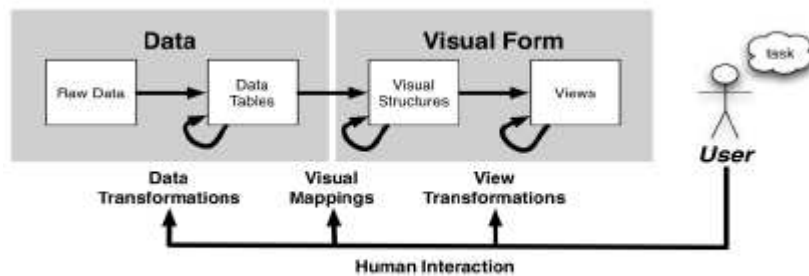 Data
Visual Form
task
Raw Data
Data
Tables
Visual
Structures
Views
User
Data
Transformations
Visual
Mappings
View
Transformations
Human Interaction